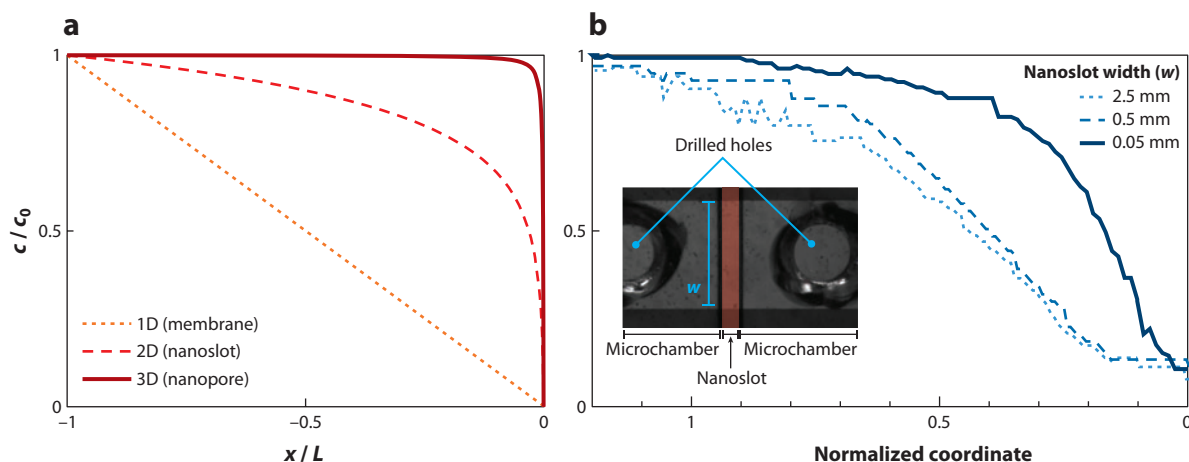 a
1
0.5
0
c / c0
−1
−0.5
0
x / L
1D (membrane)
2D (nanoslot)
3D (nanopore)
b
1
0.5
0
1
0.5
0
Normalized coordinate
Nanoslot width (w)
2.5 mm
0.5 mm
0.05 mm
Drilled holes
w
Microchamber
Microchamber
Nanoslot